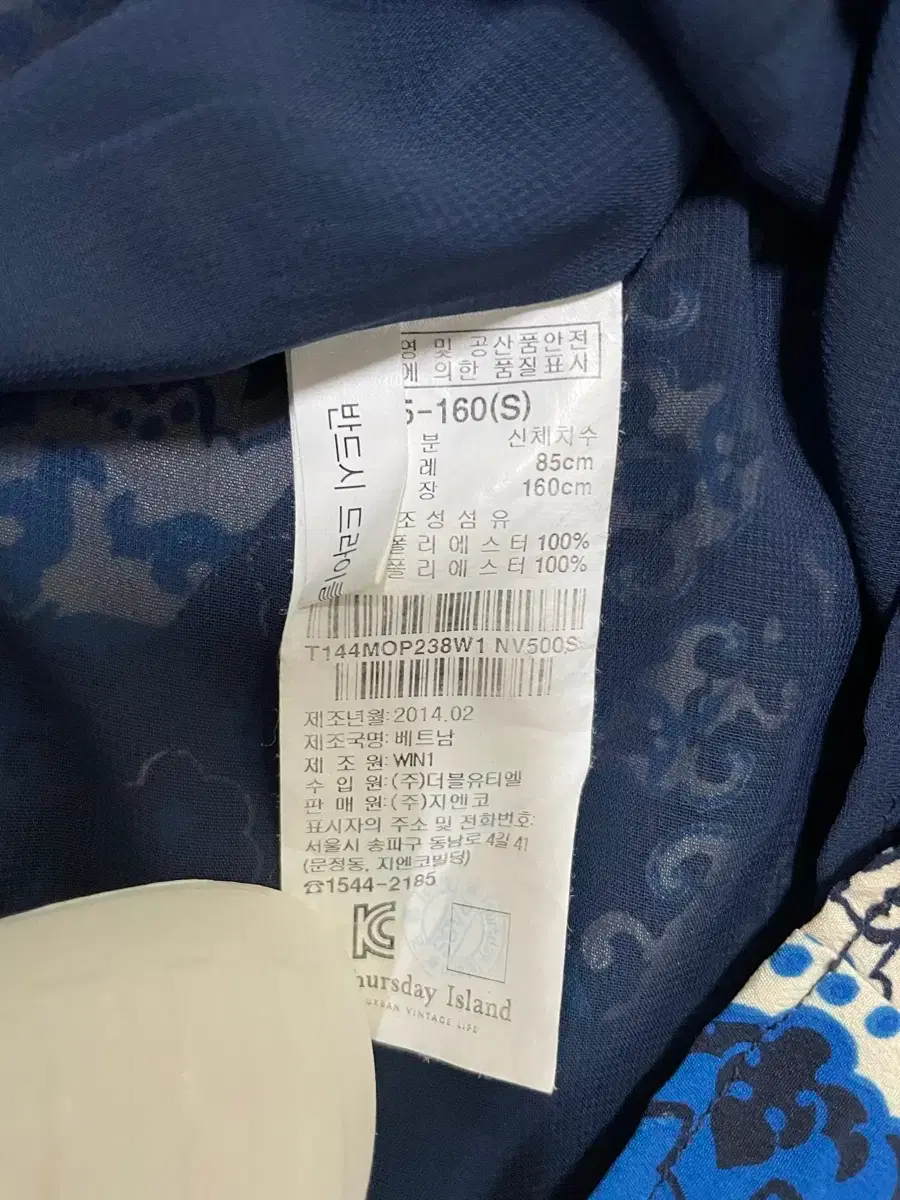 영 및 공산품안전
에 의한 품질표시
5-160(S)
분 신체치수
레 85cm
장 160cm
조성섬유
폴리에스터 100%
폴리에스터 100%
반드시 드라이클
T144MOP238W1 NV500S
제조년월:2014.02
제조국명:베트남
제 조 원:WIN1
수 입 원:(주)더블유티엘
판 매 원:(주)지엔코
표시자의 주소 및 전화번호:
서울시 송파구 동남로 4길 41
(문정동, 지엔코빌딩)
☎1544-2185
KC
hursday Island
URBAN VINTAGE LIFE